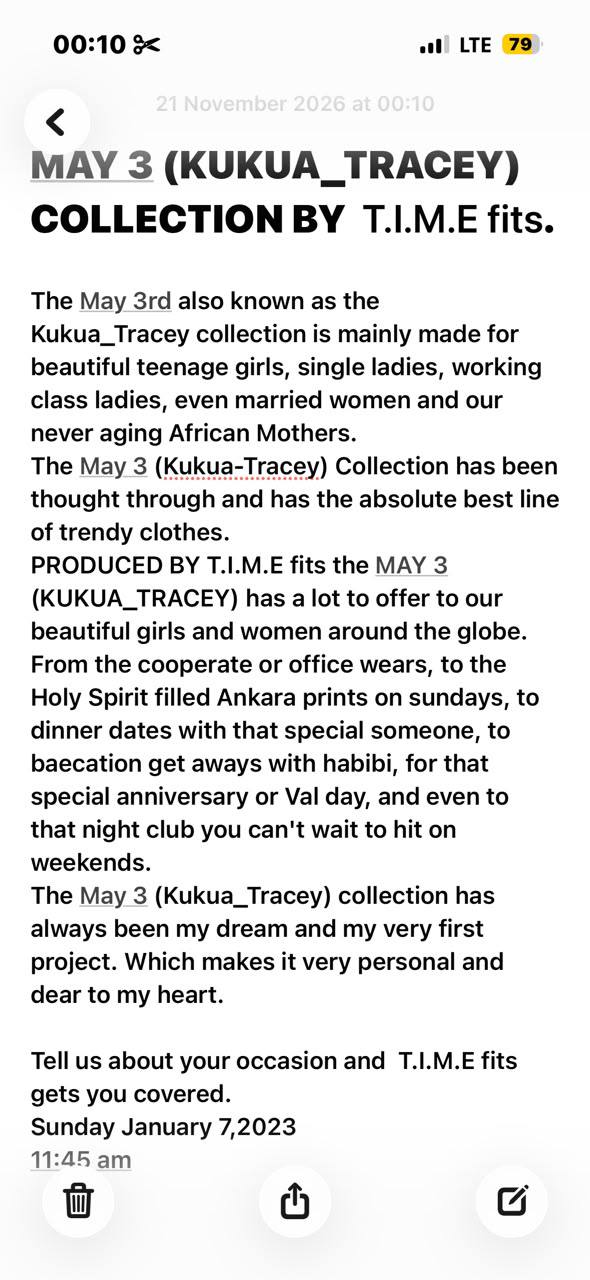 00:10
LTE
79
21 November 2026 at 00:10
MAY 3 (KUKUA_TRACEY)
COLLECTION BY T.I.M.E fits.
The May 3rd also known as the
Kukua_Tracey collection is mainly made for
beautiful teenage girls, single ladies, working
class ladies, even married women and our
never aging African Mothers.
The May 3 (Kukua-Tracey) Collection has been
thought through and has the absolute best line
of trendy clothes.
PRODUCED BY T.I.M.E fits the MAY 3
(KUKUA_TRACEY) has a lot to offer to our
beautiful girls and women around the globe.
From the cooperate or office wears, to the
Holy Spirit filled Ankara prints on sundays, to
dinner dates with that special someone, to
baecation get aways with habibi, for that
special anniversary or Val day, and even to
that night club you can't wait to hit on
weekends.
The May 3 (Kukua_Tracey) collection has
always been my dream and my very first
project. Which makes it very personal and
dear to my heart.
Tell us about your occasion and T.I.M.E fits
gets you covered.
Sunday January 7,2023
11:45 am